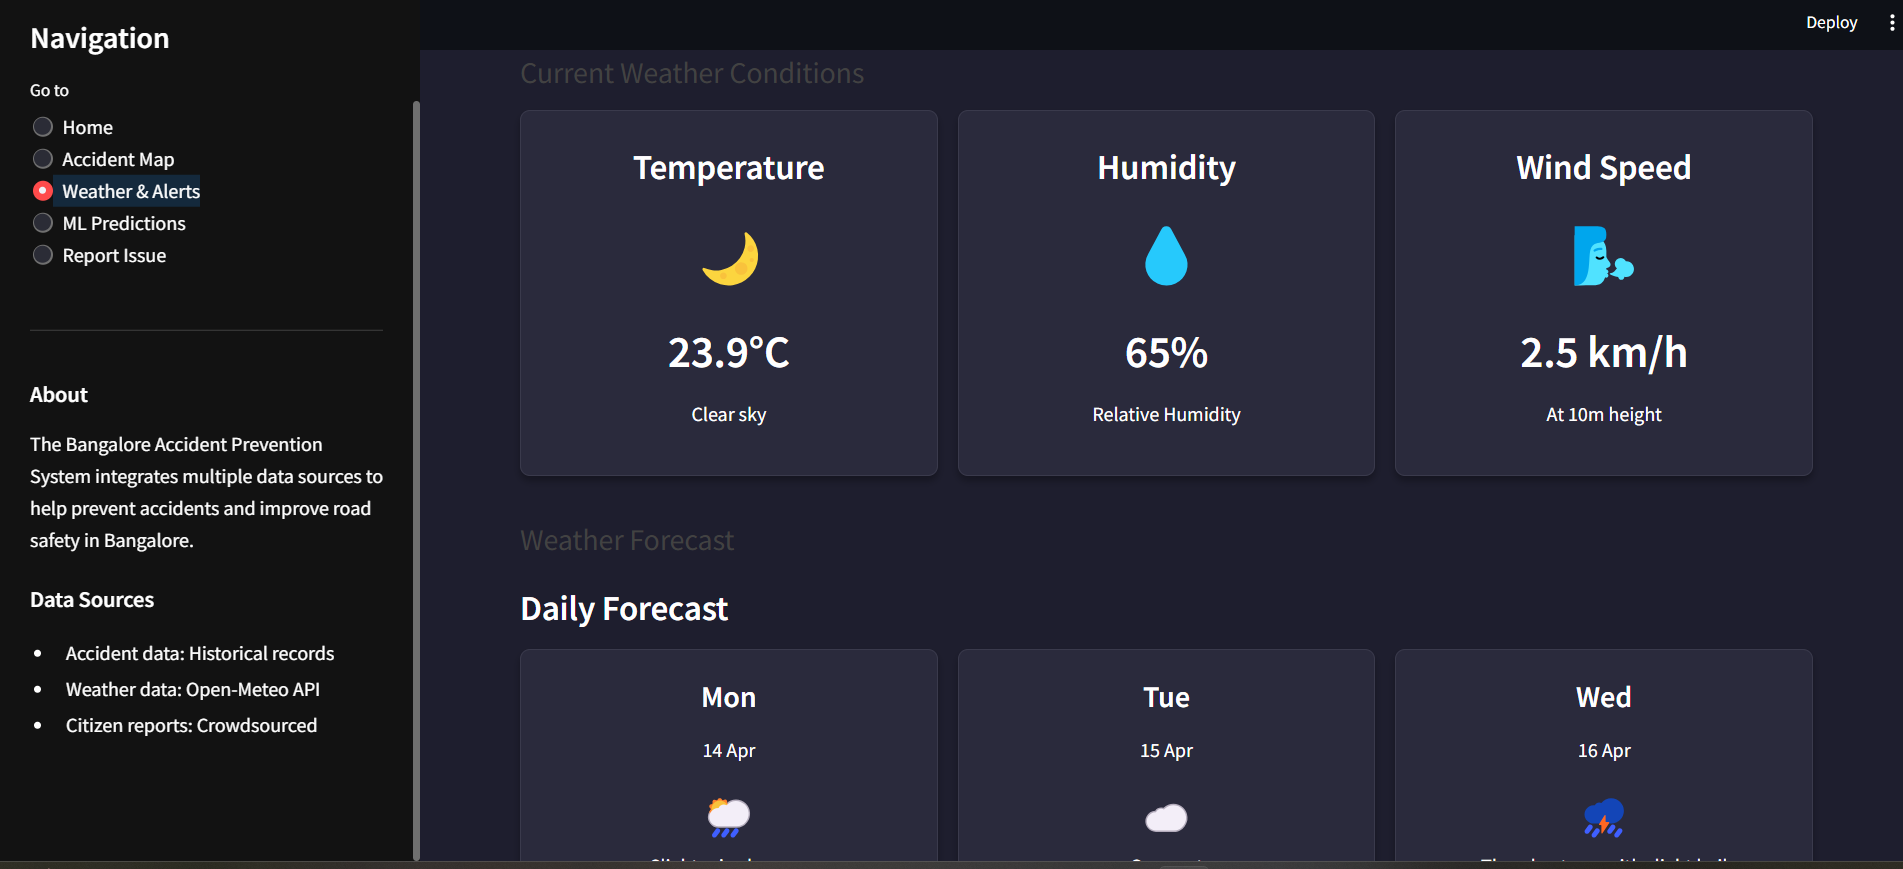 Navigation
Go to
Home
Accident Map
Weather & Alerts
ML Predictions
Report Issue
About
The Bangalore Accident Prevention
System integrates multiple data sources to
help prevent accidents and improve road
safety in Bangalore.
Data Sources
Accident data: Historical records
Weather data: Open-Meteo API
Citizen reports: Crowdsourced
Deploy
Current Weather Conditions
Temperature
23.9°C
Clear sky
Humidity
65%
Relative Humidity
Wind Speed
2.5 km/h
At 10m height
Weather Forecast
Daily Forecast
Mon
14 Apr
Tue
15 Apr
Wed
16 Apr